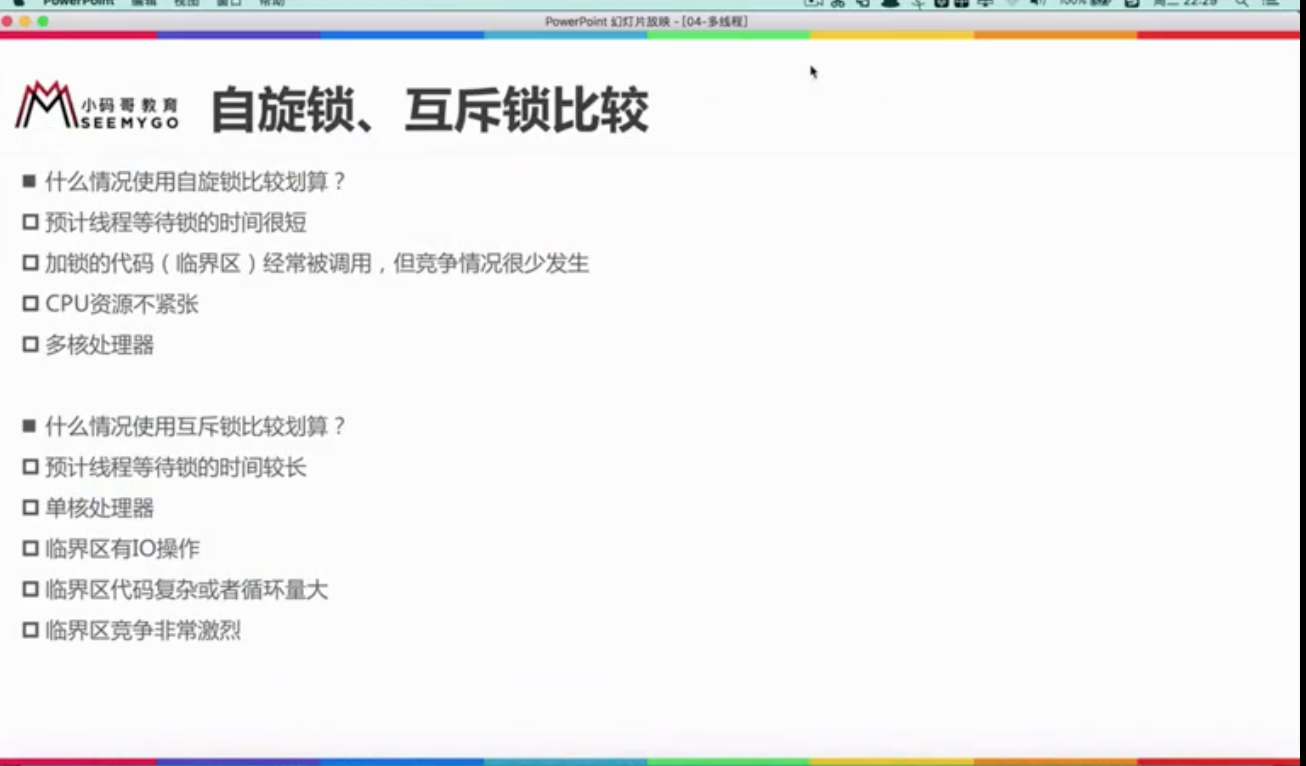 PowerPoint 编辑 视图 窗口 帮助 100% 周二 22:29
PowerPoint 幻灯片放映 - [04-多线程]
小码哥教育
SEEMYGO
自旋锁、互斥锁比较
什么情况使用自旋锁比较划算？
预计线程等待锁的时间很短
加锁的代码（临界区）经常被调用，但竞争情况很少发生
CPU资源不紧张
多核处理器
什么情况使用互斥锁比较划算？
预计线程等待锁的时间较长
单核处理器
临界区有IO操作
临界区代码复杂或者循环量大
临界区竞争非常激烈